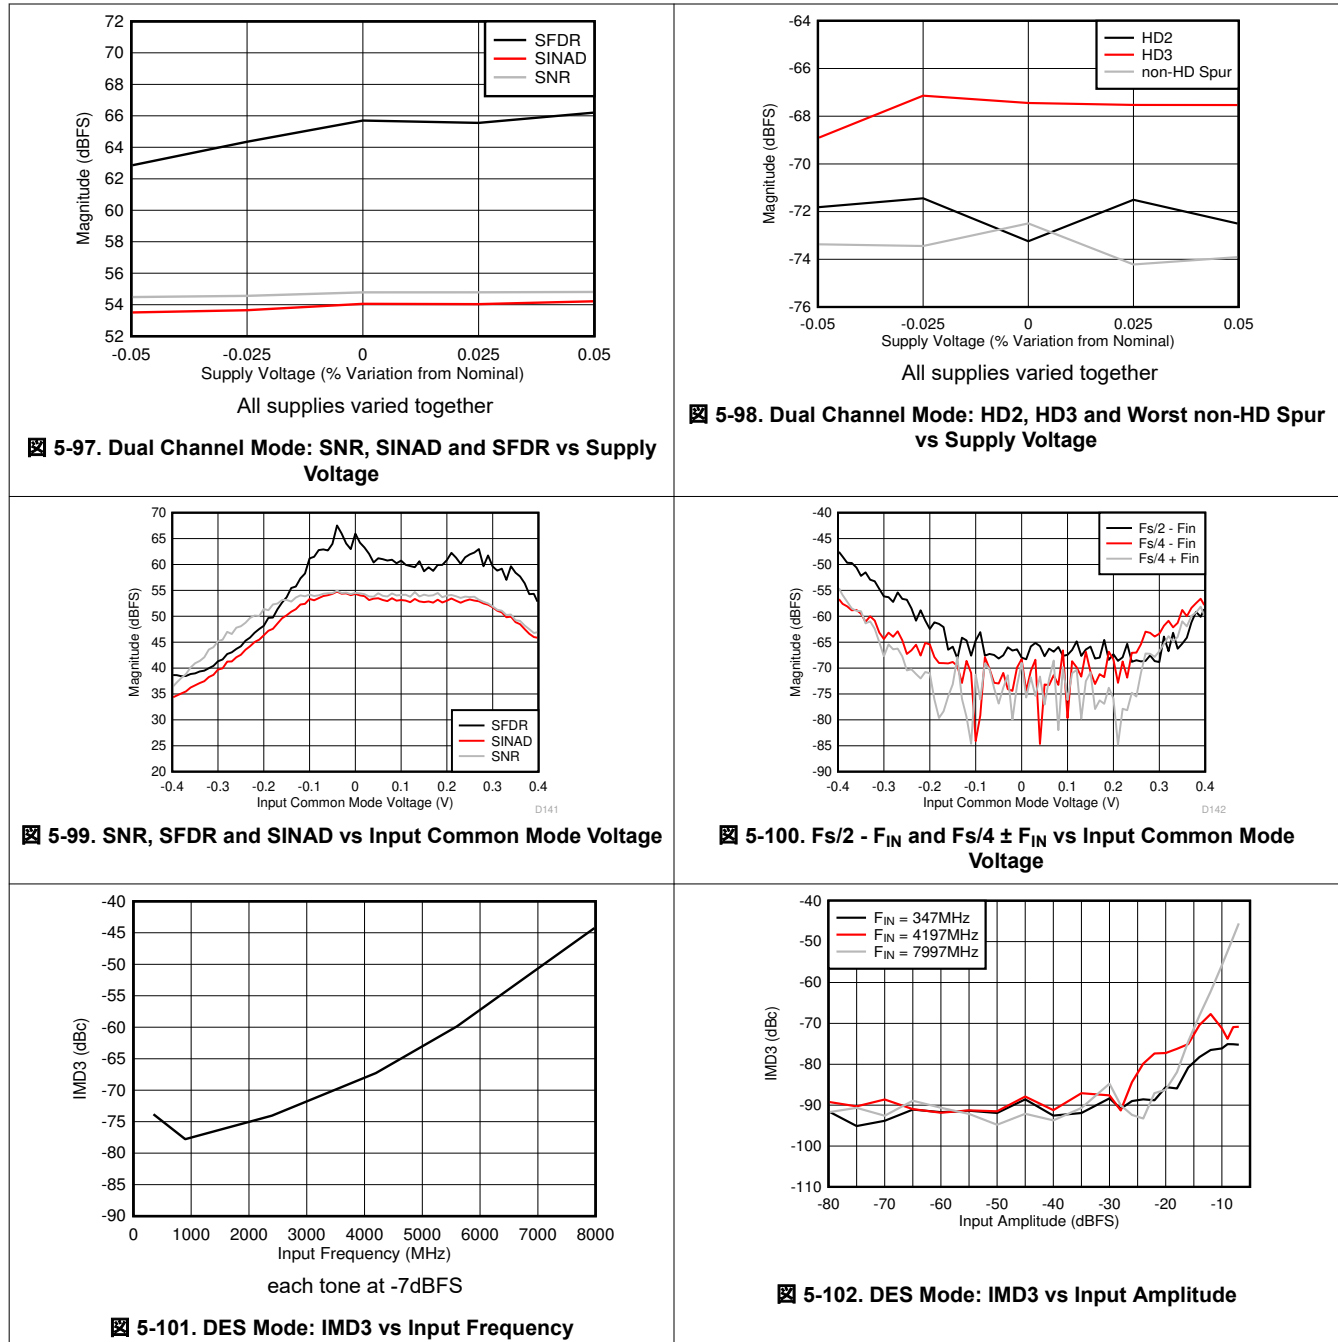 72
70
68
66
64
62
60
58
56
54
52
Magnitude (dBFS)
SFDR
SINAD
SNR
-0.05 -0.025 0 0.025 0.05
Supply Voltage (% Variation from Nominal)
All supplies varied together
図 5-97. Dual Channel Mode: SNR, SINAD and SFDR vs Supply
Voltage
-64
-66
-68
-70
-72
-74
-76
Magnitude (dBFS)
HD2
HD3
non-HD Spur
-0.05 -0.025 0 0.025 0.05
Supply Voltage (% Variation from Nominal)
All supplies varied together
図 5-98. Dual Channel Mode: HD2, HD3 and Worst non-HD Spur
vs Supply Voltage
70
65
60
55
50
45
40
35
30
25
20
Magnitude (dBFS)
SFDR
SINAD
SNR
-0.4 -0.3 -0.2 -0.1 0 0.1 0.2 0.3 0.4
Input Common Mode Voltage (V)
D141
図 5-99. SNR, SFDR and SINAD vs Input Common Mode Voltage
-40
-45
-50
-55
-60
-65
-70
-75
-80
-85
-90
Magnitude (dBFS)
Fs/2 - Fin
Fs/4 - Fin
Fs/4 + Fin
-0.4 -0.3 -0.2 -0.1 0 0.1 0.2 0.3 0.4
Input Common Mode Voltage (V)
D142
図 5-100. Fs/2 - FIN and Fs/4 ± FIN vs Input Common Mode
Voltage
-40
-45
-50
-55
-60
-65
-70
-75
-80
-85
-90
IMD3 (dBc)
0 1000 2000 3000 4000 5000 6000 7000 8000
Input Frequency (MHz)
each tone at -7dBFS
図 5-101. DES Mode: IMD3 vs Input Frequency
-40
-50
-60
-70
-80
-90
-100
-110
IMD3 (dBc)
FIN = 347MHz
FIN = 4197MHz
FIN = 7997MHz
-80 -70 -60 -50 -40 -30 -20 -10
Input Amplitude (dBFS)
図 5-102. DES Mode: IMD3 vs Input Amplitude